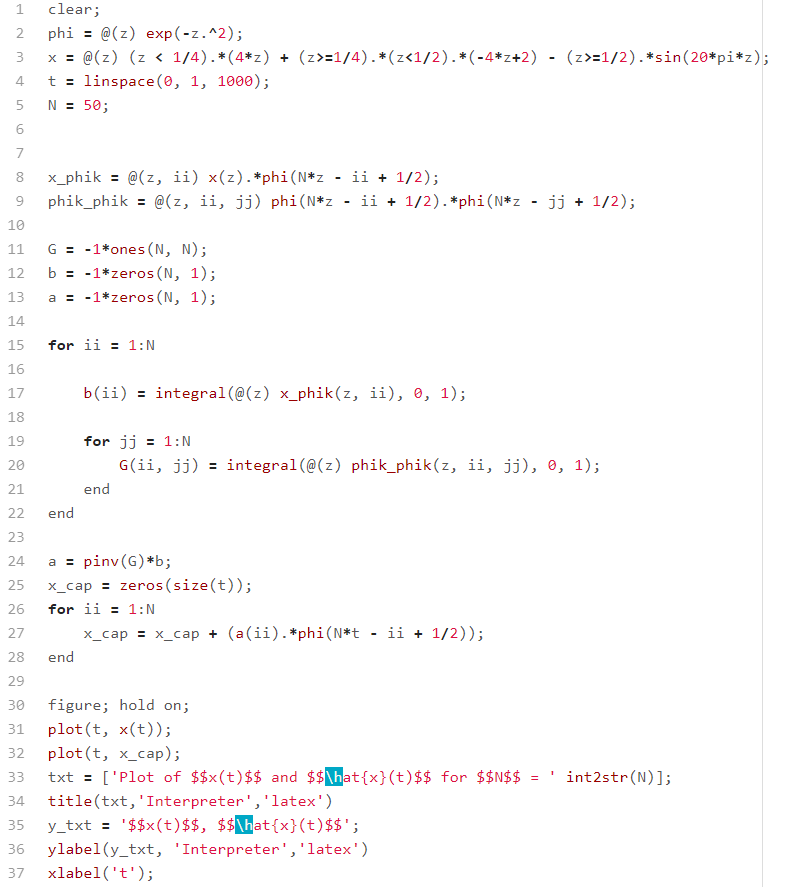 1 clear;
2 phi = @(z) exp(-z.^2);
3 x = @(z) (z < 1/4).*(4*z) + (z>=1/4).*(z<1/2).*(-4*z+2) - (z>=1/2).*sin(20*pi*z);
4 t = linspace(0, 1, 1000);
5 N = 50;
6
7
8 x_phik = @(z, ii) x(z).*phi(N*z - ii + 1/2);
9 phik_phik = @(z, ii, jj) phi(N*z - ii + 1/2).*phi(N*z - jj + 1/2);
10
11 G = -1*ones(N, N);
12 b = -1*zeros(N, 1);
13 a = -1*zeros(N, 1);
14
15 for ii = 1:N
16
17     b(ii) = integral(@(z) x_phik(z, ii), 0, 1);
18
19     for jj = 1:N
20         G(ii, jj) = integral(@(z) phik_phik(z, ii, jj), 0, 1);
21     end
22 end
23
24 a = pinv(G)*b;
25 x_cap = zeros(size(t));
26 for ii = 1:N
27     x_cap = x_cap + (a(ii).*phi(N*t - ii + 1/2));
28 end
29
30 figure; hold on;
31 plot(t, x(t));
32 plot(t, x_cap);
33 txt = ['Plot of $$x(t)$$ and $$\hat{x}(t)$$ for $$N$$ = ' int2str(N)];
34 title(txt,'Interpreter','latex')
35 y_txt = '$$x(t)$$, $$\hat{x}(t)$$';
36 ylabel(y_txt, 'Interpreter','latex')
37 xlabel('t');